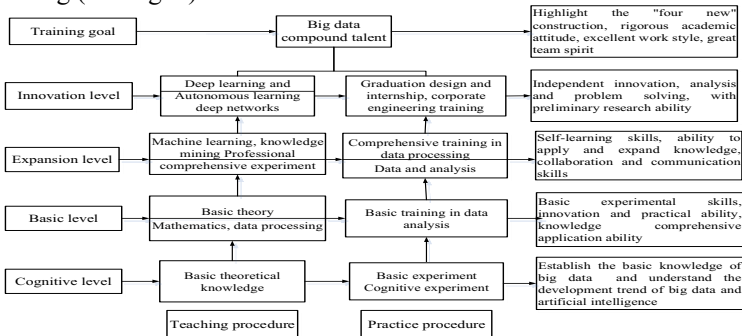 Training goal
Big data
compound talent
Highlight the "four new"
construction, rigorous academic
attitude, excellent work style, great
team spirit
Innovation level
Deep learning and
Autonomous learning
deep networks
Graduation design and
internship, corporate
engineering training
Independent innovation, analysis
and problem solving, with
preliminary research ability
Expansion level
Machine learning, knowledge
mining Professional
comprehensive experiment
Comprehensive training in
data processing
Data and analysis
Self-learning skills, ability to
apply and expand knowledge,
collaboration and communication
skills
Basic level
Basic theory
Mathematics, data processing
Basic training in data
analysis
Basic experimental skills,
innovation and practical ability,
knowledge comprehensive
application ability
Cognitive level
Basic theoretical
knowledge
Basic experiment
Cognitive experiment
Establish the basic knowledge of
big data and understand the
development trend of big data and
artificial intelligence
Teaching procedure
Practice procedure